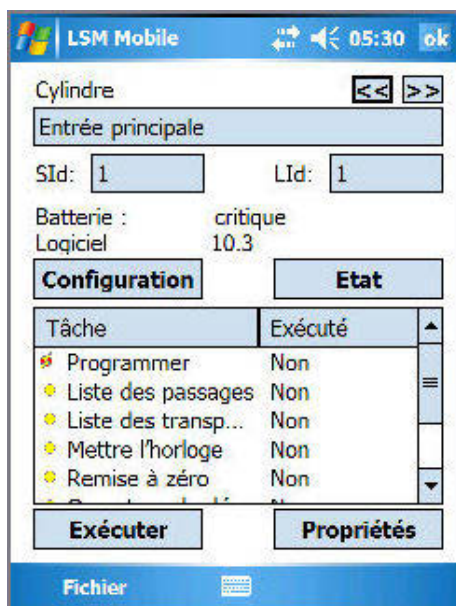 LSM Mobile 05:30 ok
Cylindre << >>
Entrée principale
SId: 1 LId: 1
Batterie : critique
Logiciel 10.3
Configuration Etat
Tâche Exécuté
Programmer Non
Liste des passages Non
Liste des transp... Non
Mettre l'horloge Non
Remise à zéro Non
Exécuter Propriétés
Fichier